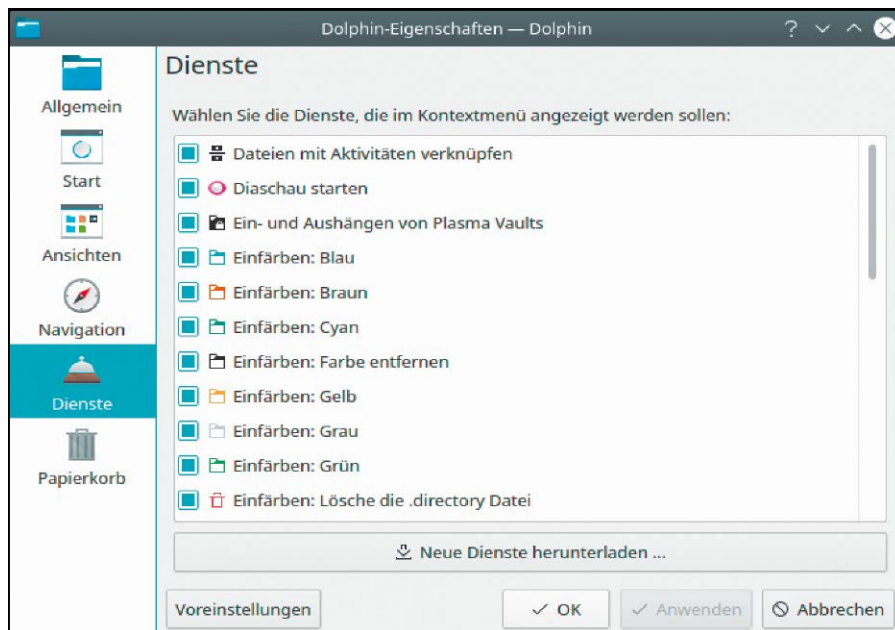 Dolphin-Eigenschaften — Dolphin
Allgemein
Start
Ansichten
Navigation
Dienste
Papierkorb
Dienste
Wählen Sie die Dienste, die im Kontextmenü angezeigt werden sollen:
Dateien mit Aktivitäten verknüpfen
Diaschau starten
Ein- und Aushängen von Plasma Vaults
Einfärben: Blau
Einfärben: Braun
Einfärben: Cyan
Einfärben: Farbe entfernen
Einfärben: Gelb
Einfärben: Grau
Einfärben: Grün
Einfärben: Lösche die .directory Datei
Neue Dienste herunterladen ...
Voreinstellungen
OK
Anwenden
Abbrechen